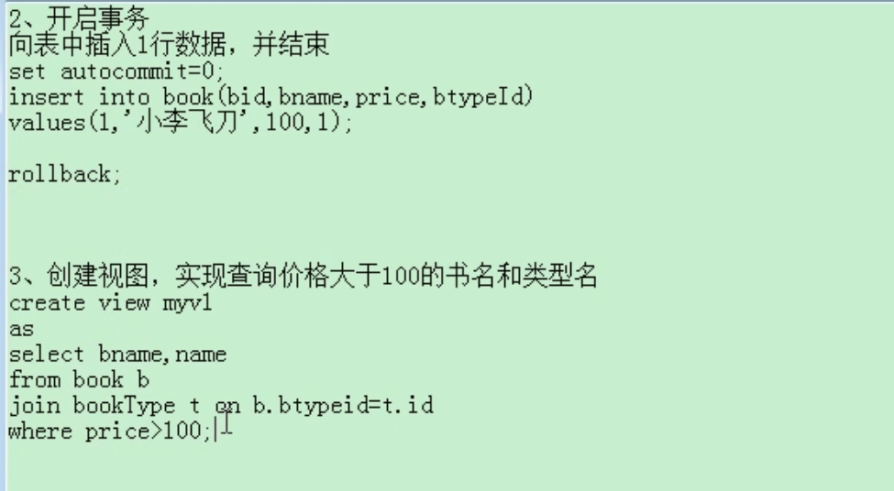 2、开启事务
向表中插入1行数据，并结束
set autocommit=0;
insert into book(bid,bname,price,btypeId)
values(1,'小李飞刀',100,1);
rollback;
3、创建视图，实现查询价格大于100的书名和类型名
create view myv1
as
select bname,name
from book b
join bookType t on b.btypeid=t.id
where price>100;